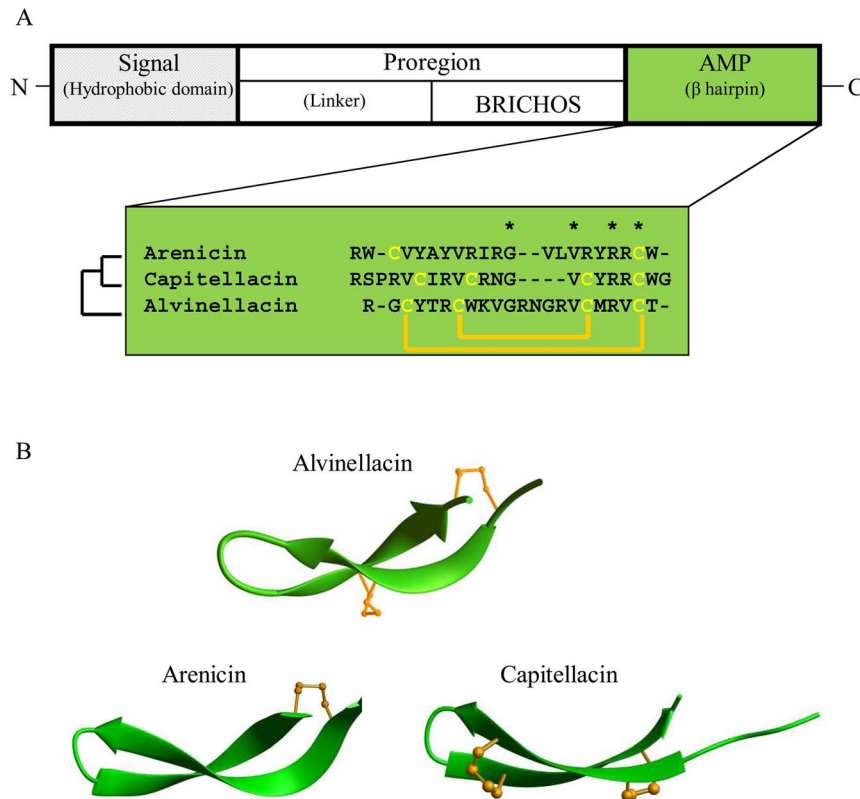 A
N
Signal
(Hydrophobic domain)
Proregion
(Linker)
BRICHOS
AMP
(β hairpin)
C
* * * *
Arenicin RW-CVYAYVRIRG--VLVRYRRCW-
Capitellacin RSPRVCIRVCRNG----VCYRRCWG
Alvinellacin R-GCYTRCWKVGRNGRVCMRVCT-
B
Alvinellacin
Arenicin
Capitellacin